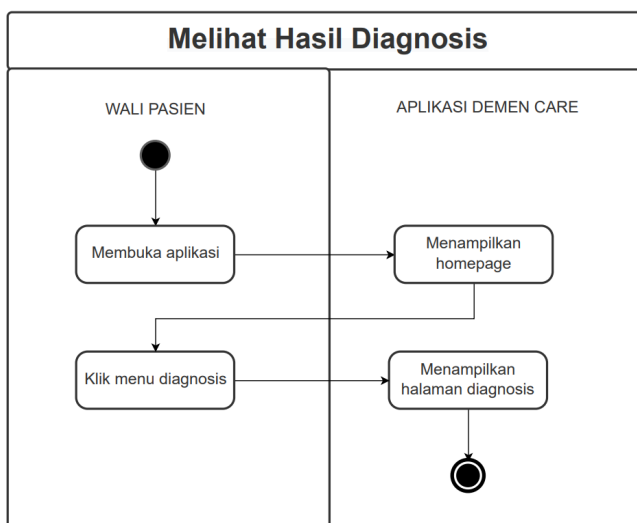 Melihat Hasil Diagnosis
WALI PASIEN
APLIKASI DEMEN CARE
Membuka aplikasi
Menampilkan
homepage
Klik menu diagnosis
Menampilkan
halaman diagnosis